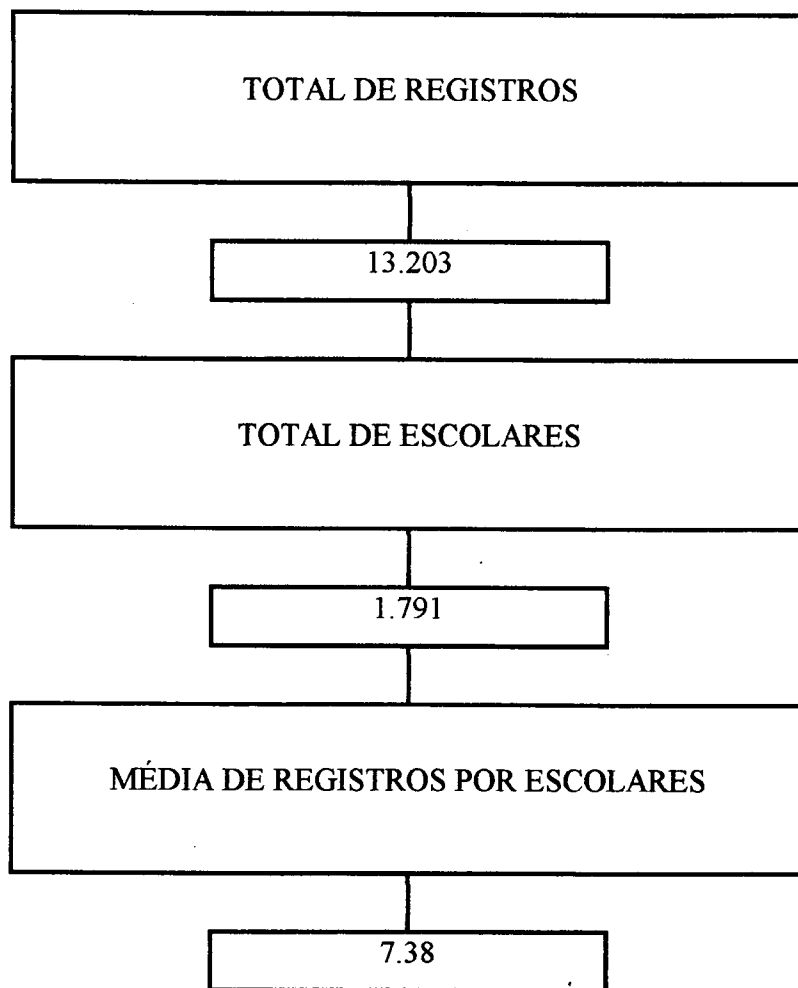 TOTAL DE REGISTROS
13.203
TOTAL DE ESCOLARES
1.791
MÉDIA DE REGISTROS POR ESCOLARES
7.38